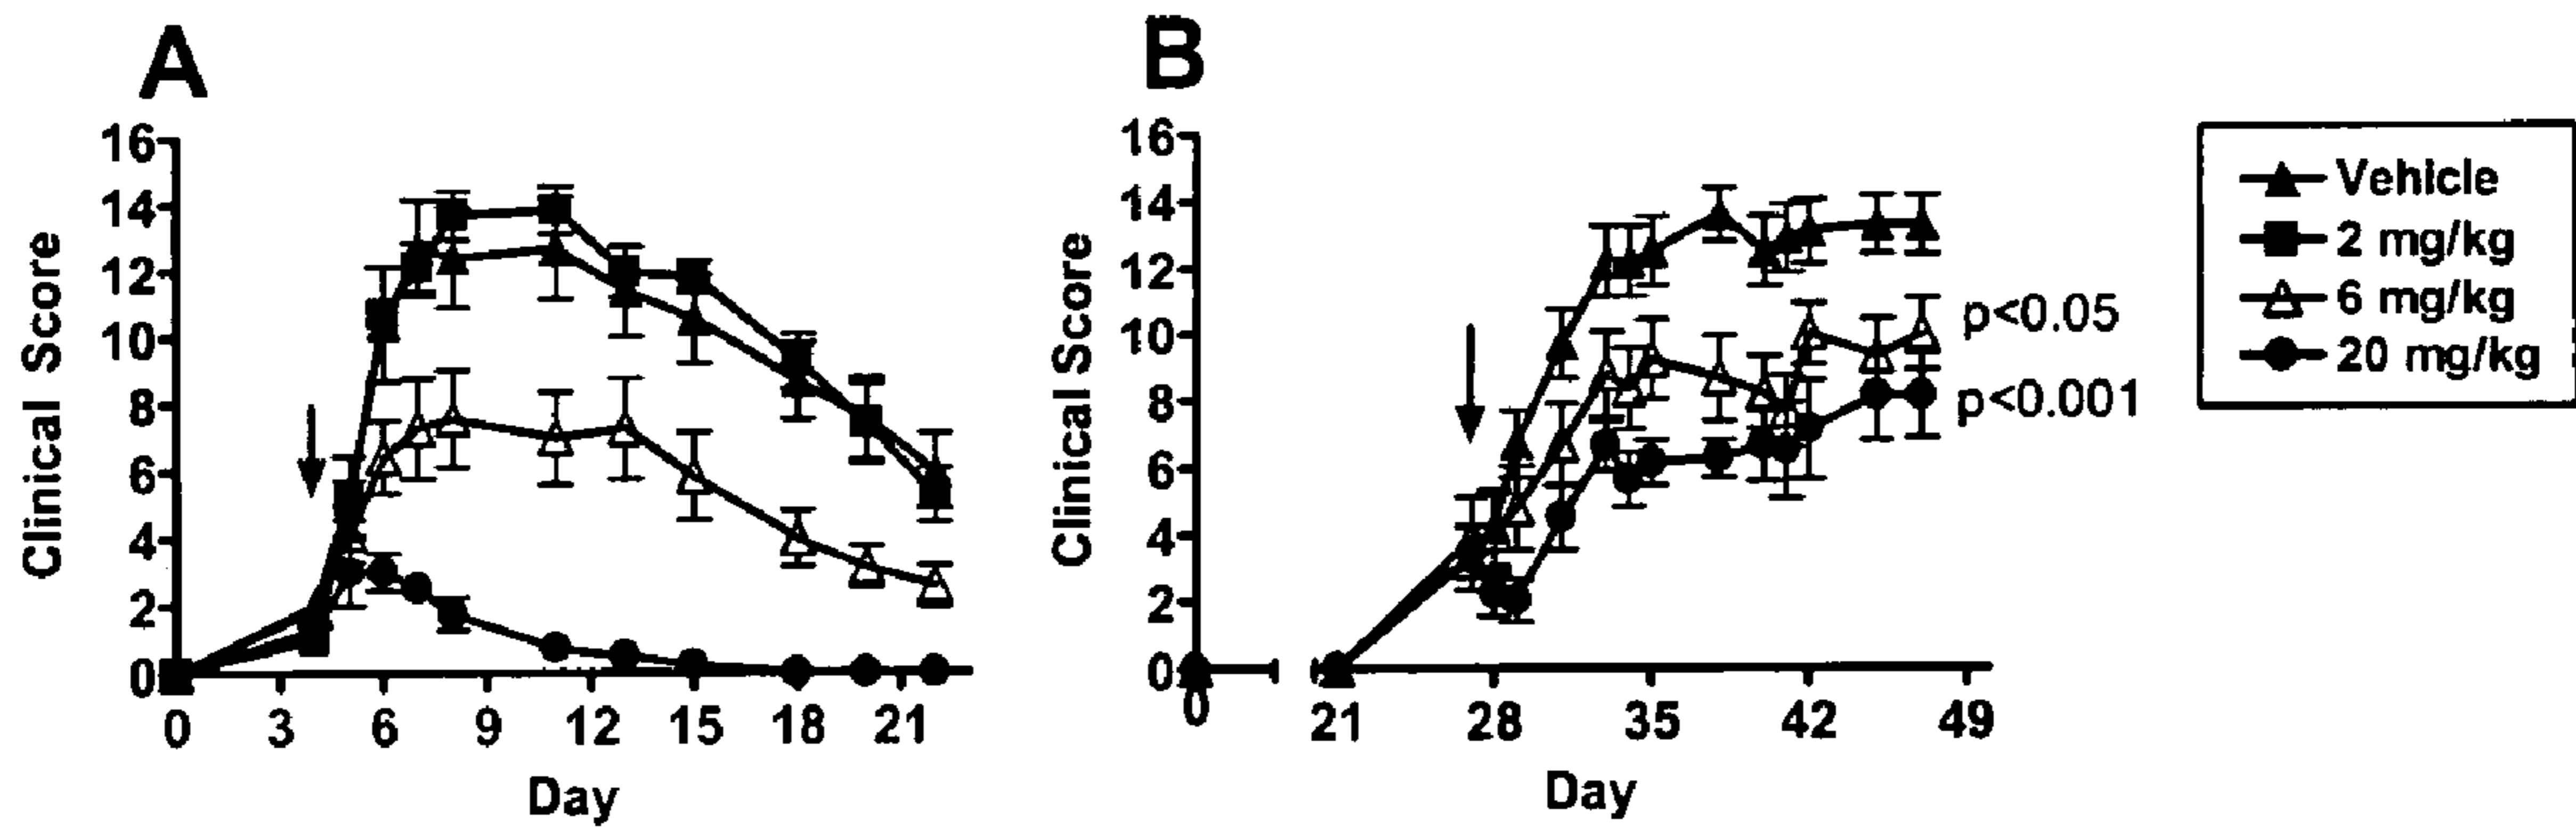 A
16
14
12
10
8
6
4
2
0
Clinical Score
0 3 6 9 12 15 18 21
Day
B
16
14
12
10
8
6
4
2
0
Clinical Score
0 21 28 35 42 49
Day
p<0.05
p<0.001
Vehicle
2 mg/kg
6 mg/kg
20 mg/kg